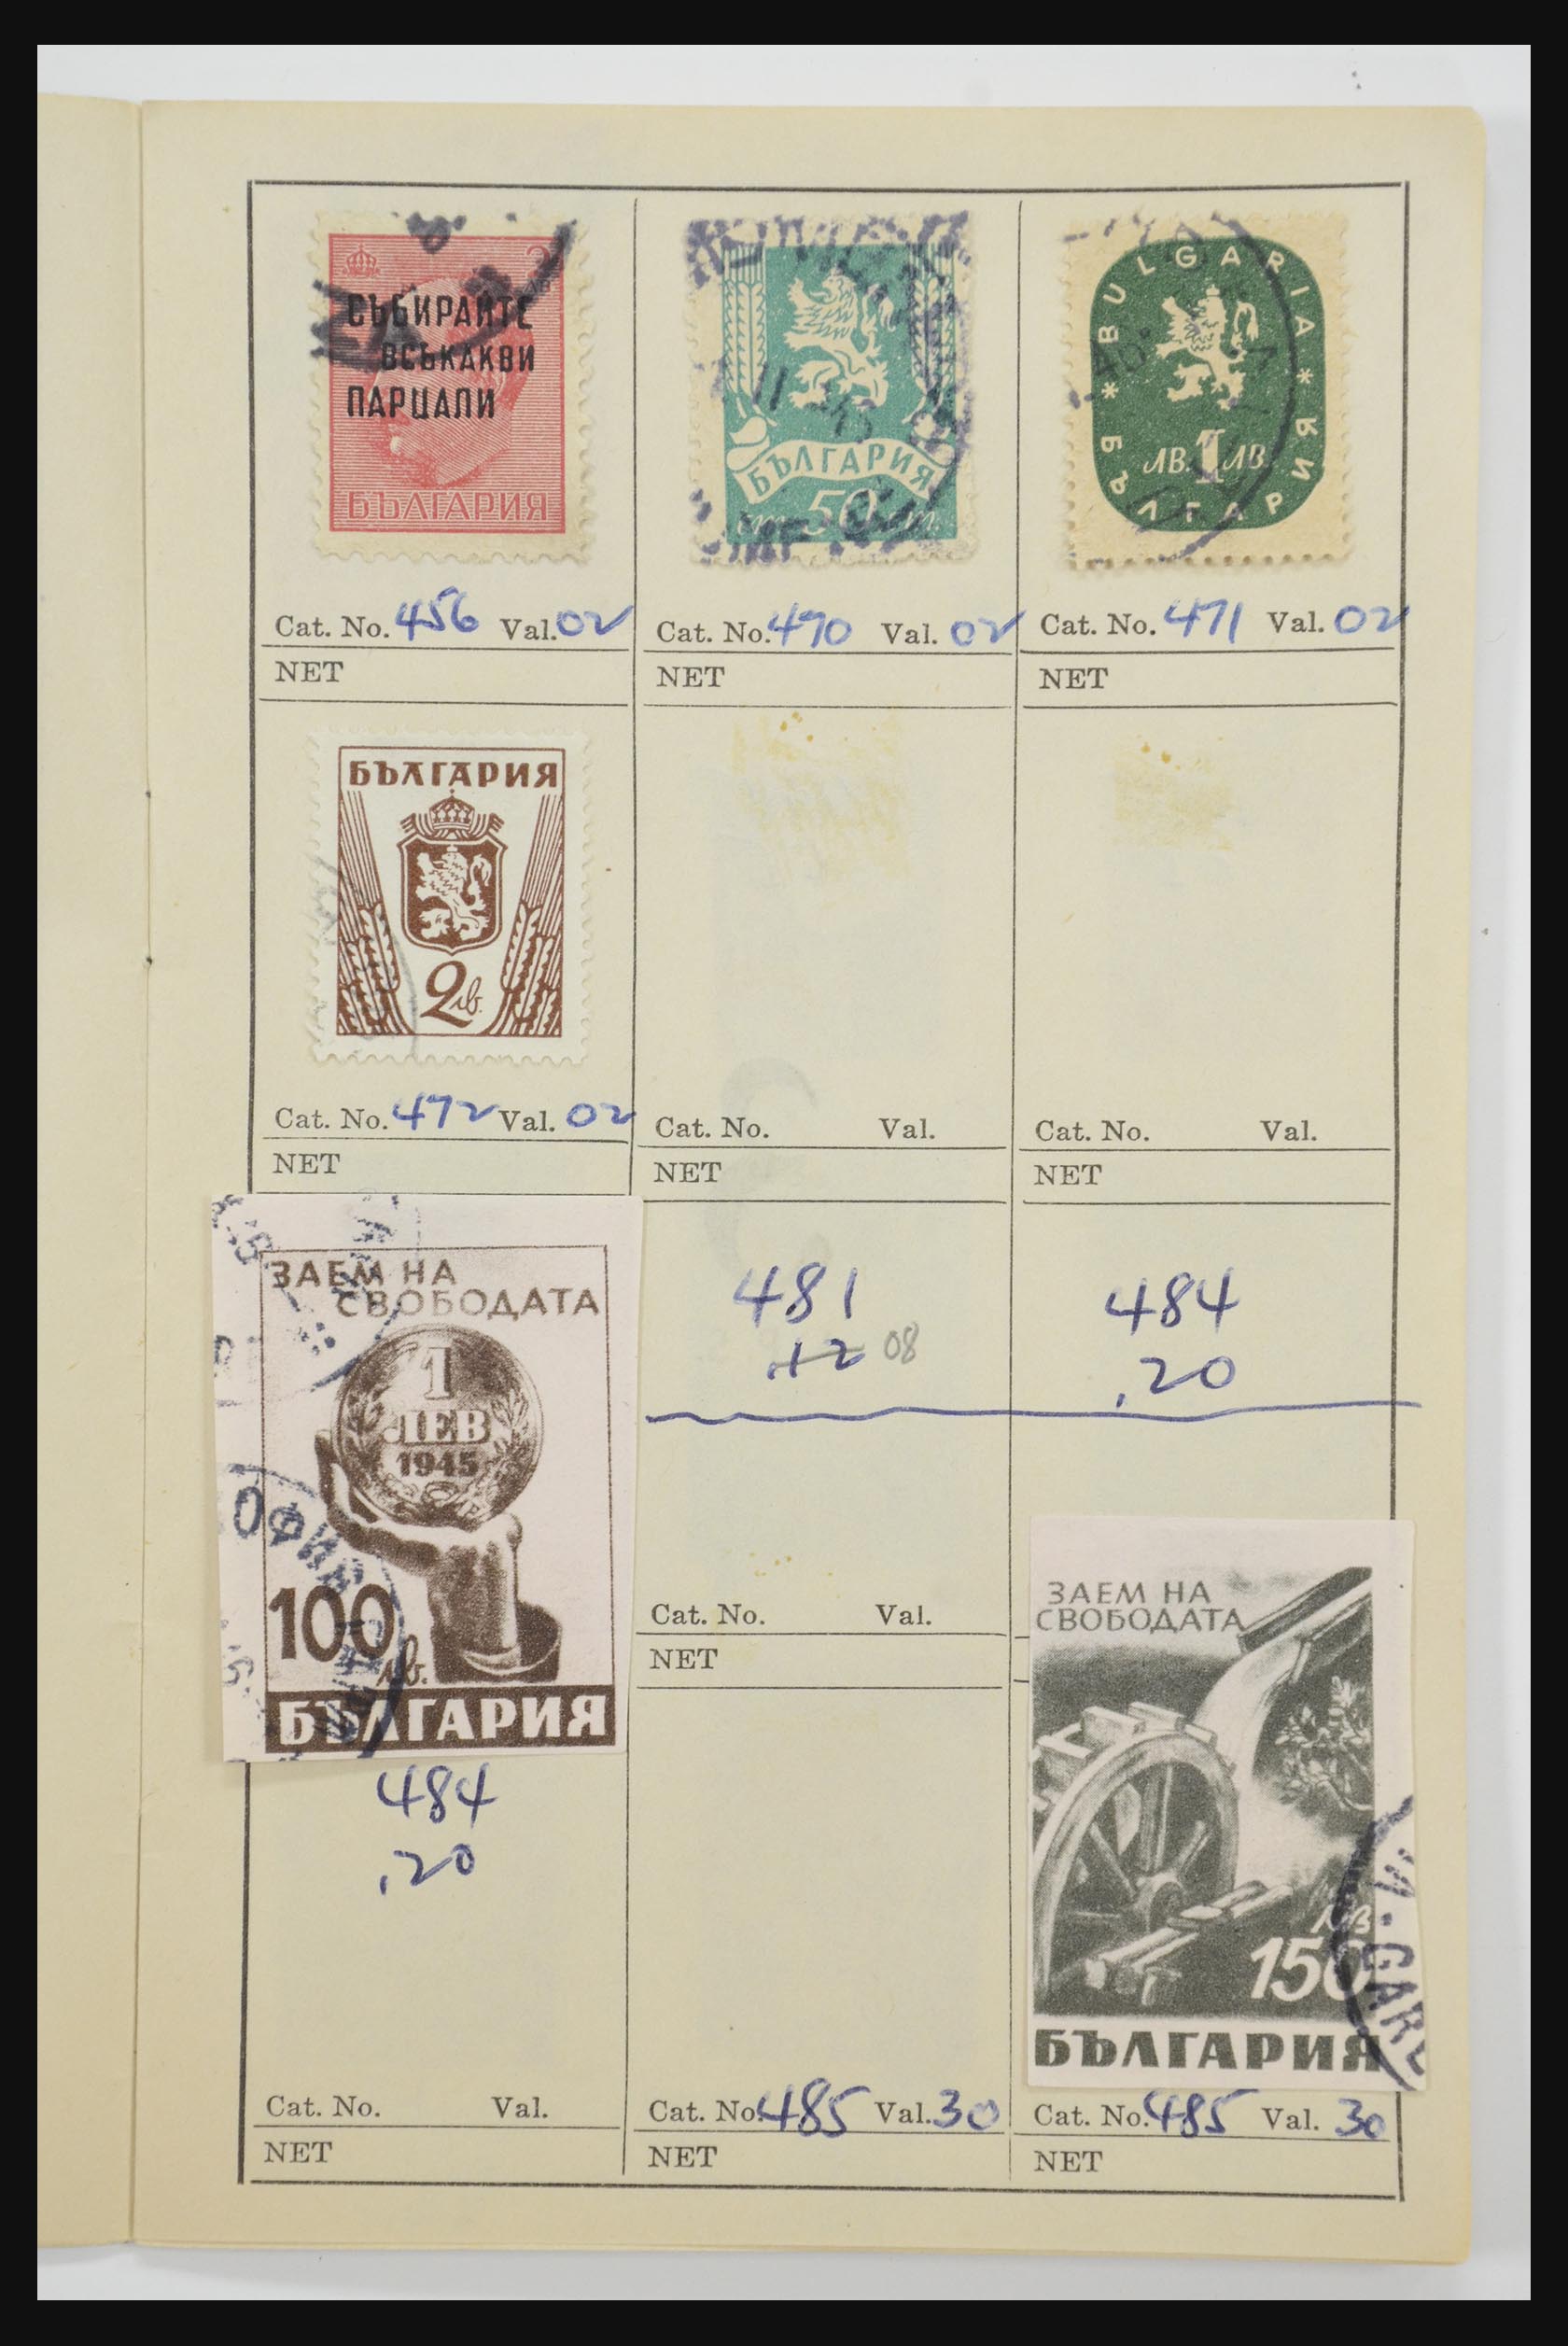 СЪБИРАЙТЕ
ВСѢКАКВИ
ПАРЦАЛИ
БЪЛГАРИЯ
БЪЛГАРИЯ
ст. 50 ст.
BULGARIA
ЛВ. 1 ЛВ.
БЪЛГАРИЯ
Cat. No. 456 Val. 02
NET
Cat. No. 470 Val. 02
NET
Cat. No. 471 Val. 02
NET
БЪЛГАРИЯ
2 лв.
Cat. No. 472 Val. 02
NET
Cat. No. Val.
NET
Cat. No. Val.
NET
ЗАЕМ НА
СВОБОДАТА
1
ЛЕВ
1945
100 лв.
БЪЛГАРИЯ
484
.20
481
.12 08
484
.20
Cat. No. Val.
NET
ЗАЕМ НА
СВОБОДАТА
ЛВ
150
БЪЛГАРИЯ
Cat. No. Val.
NET
Cat. No. 485 Val. 30
NET
Cat. No. 485 Val. 30
NET